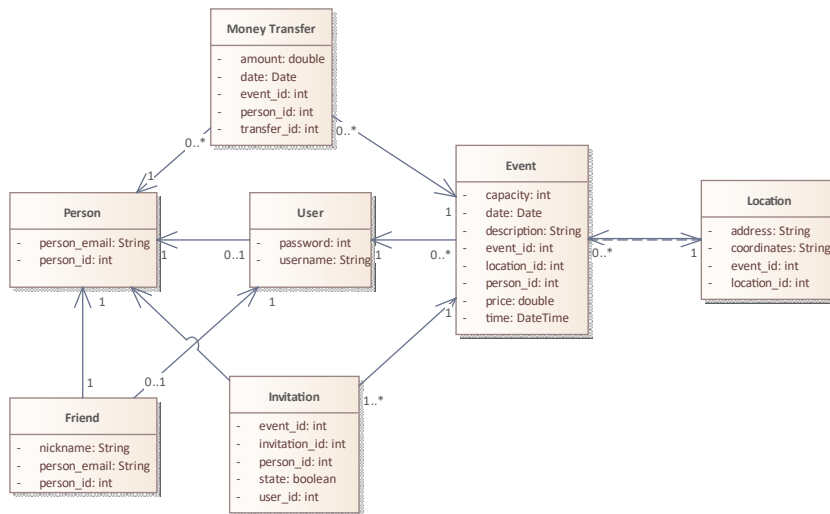 Money Transfer
- amount: double
- date: Date
- event_id: int
- person_id: int
- transfer_id: int
0..*
0..*
1
1
Event
- capacity: int
- date: Date
- description: String
- event_id: int
- location_id: int
- person_id: int
- price: double
- time: DateTime
Location
- address: String
- coordinates: String
- event_id: int
- location_id: int
0..*
1
Person
- person_email: String
- person_id: int
User
- password: int
- username: String
1
0..1
1
0..*
1
1
1
1
1
0..1
1..*
Friend
- nickname: String
- person_email: String
- person_id: int
Invitation
- event_id: int
- invitation_id: int
- person_id: int
- state: boolean
- user_id: int